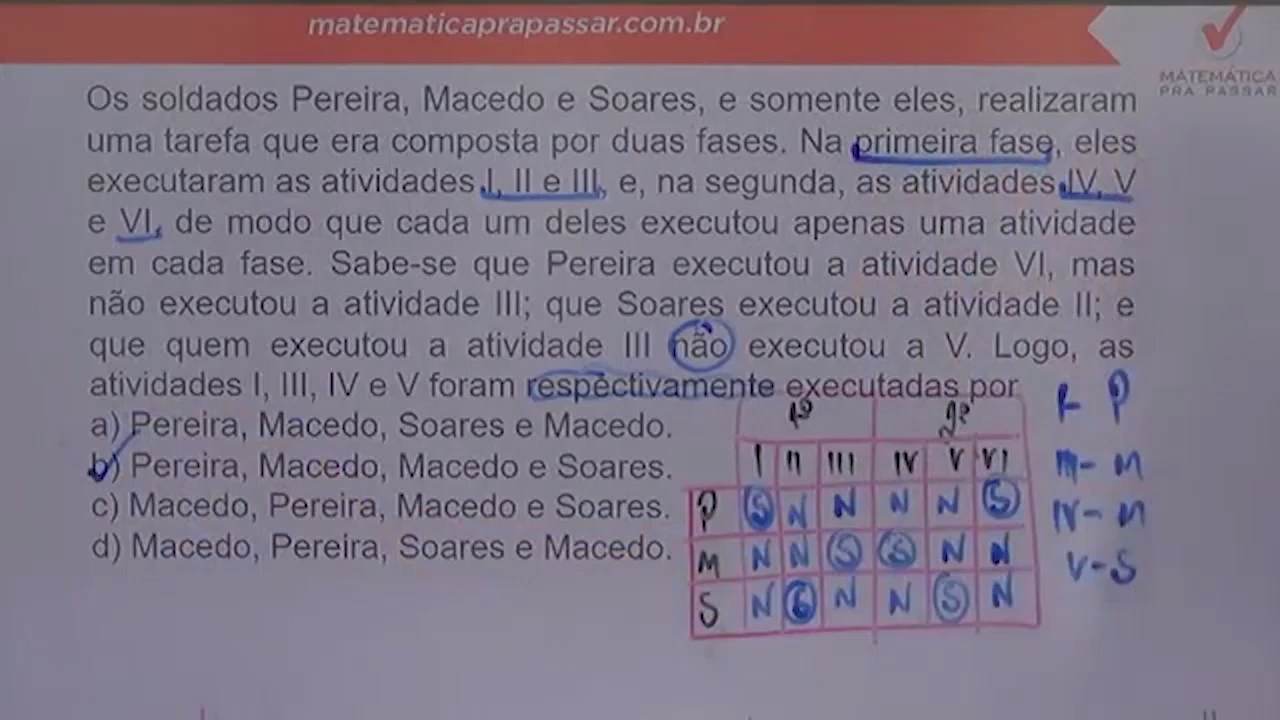 matematicaprapassar.com.br
MATEMÁTICA
PRA PASSAR
Os soldados Pereira, Macedo e Soares, e somente eles, realizaram
uma tarefa que era composta por duas fases. Na primeira fase, eles
executaram as atividades I, II e III, e, na segunda, as atividades IV, V
e VI, de modo que cada um deles executou apenas uma atividade
em cada fase. Sabe-se que Pereira executou a atividade VI, mas
não executou a atividade III; que Soares executou a atividade II; e
que quem executou a atividade III não executou a V. Logo, as
atividades I, III, IV e V foram respectivamente executadas por
a) Pereira, Macedo, Soares e Macedo.
b) Pereira, Macedo, Macedo e Soares.
c) Macedo, Pereira, Macedo e Soares.
d) Macedo, Pereira, Soares e Macedo.
1ª 2ª
I II III IV V VI
P S N N N N S
M N N S S N N
S N S N N S N
I- P
III- M
IV- M
V-S